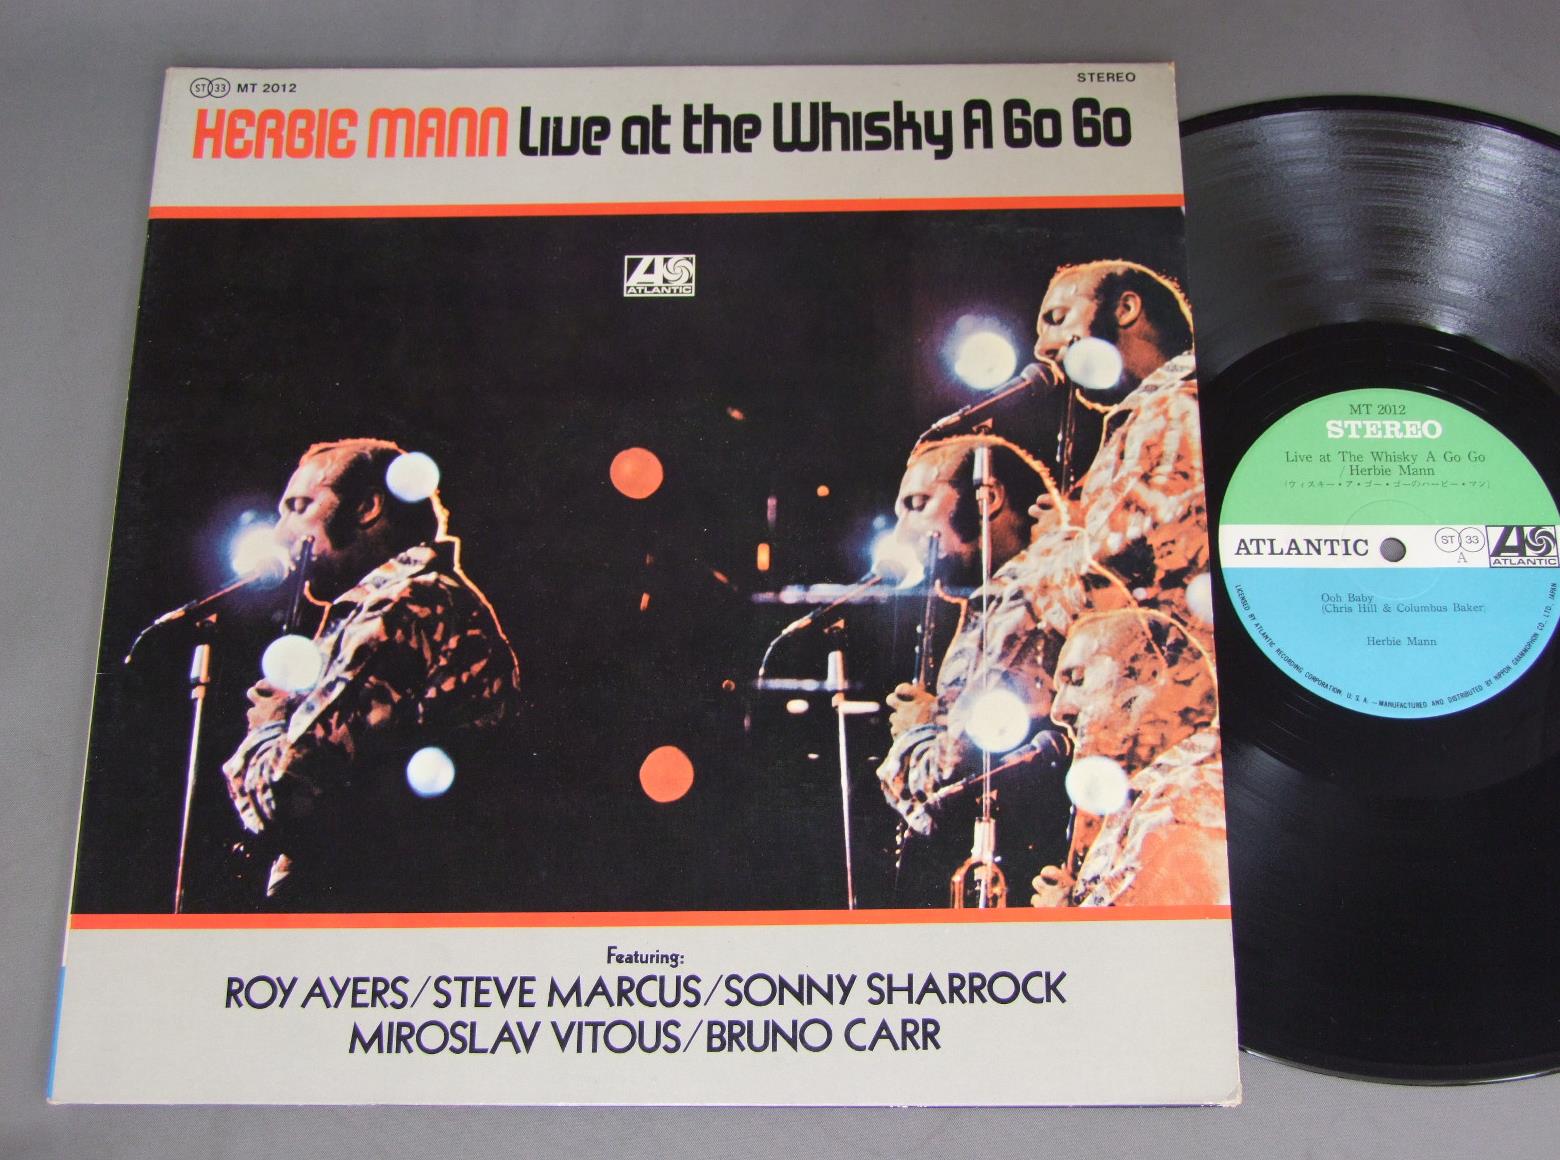 ST 33 MT 2012
STEREO
HERBIE MANN Live at the Whisky A Go Go
ATLANTIC
Featuring:
ROY AYERS/STEVE MARCUS/SONNY SHARROCK
MIROSLAV VITOUS/BRUNO CARR
MT 2012
STEREO
Live at The Whisky A Go Go
/ Herbie Mann
(ウィスキー・ア・ゴー・ゴーのハービー・マン)
ATLANTIC
ST 33
A
ATLANTIC
Ooh Baby
(Chris Hill & Columbus Baker)
Herbie Mann
LICENSED BY ATLANTIC RECORDING CORPORATION, U. S. A. —MANUFACTURED AND DISTRIBUTED BY NIPPON GRAMMOPHON CO., LTD. JAPAN